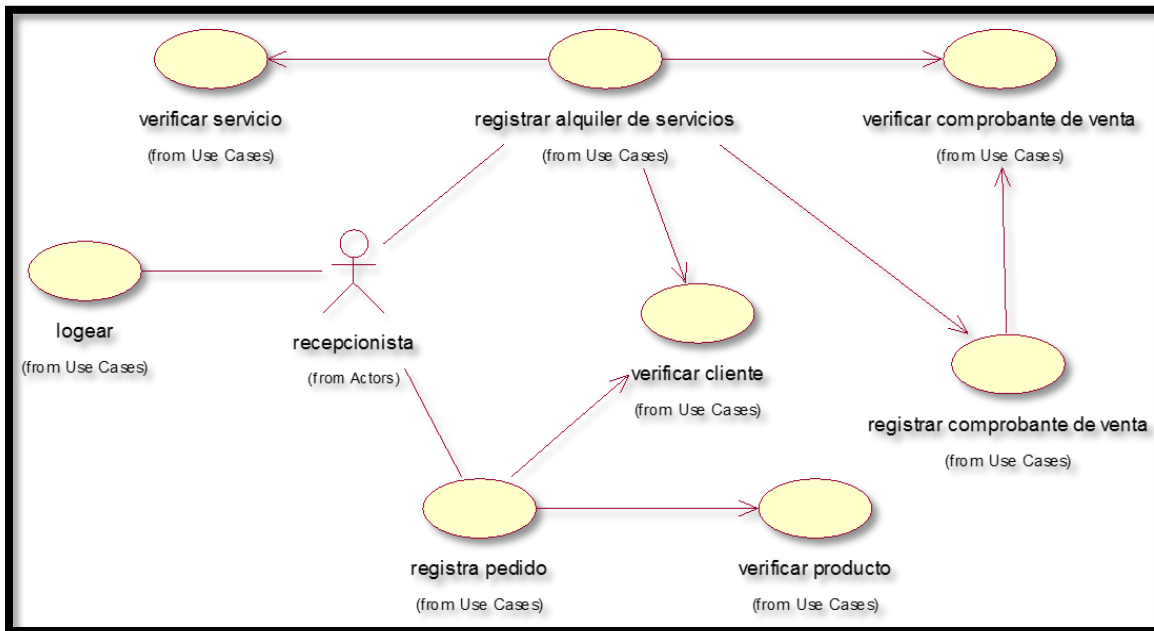 verificar servicio
(from Use Cases)
registrar alquiler de servicios
(from Use Cases)
verificar comprobante de venta
(from Use Cases)
logear
(from Use Cases)
recepcionista
(from Actors)
verificar cliente
(from Use Cases)
registrar comprobante de venta
(from Use Cases)
registra pedido
(from Use Cases)
verificar producto
(from Use Cases)